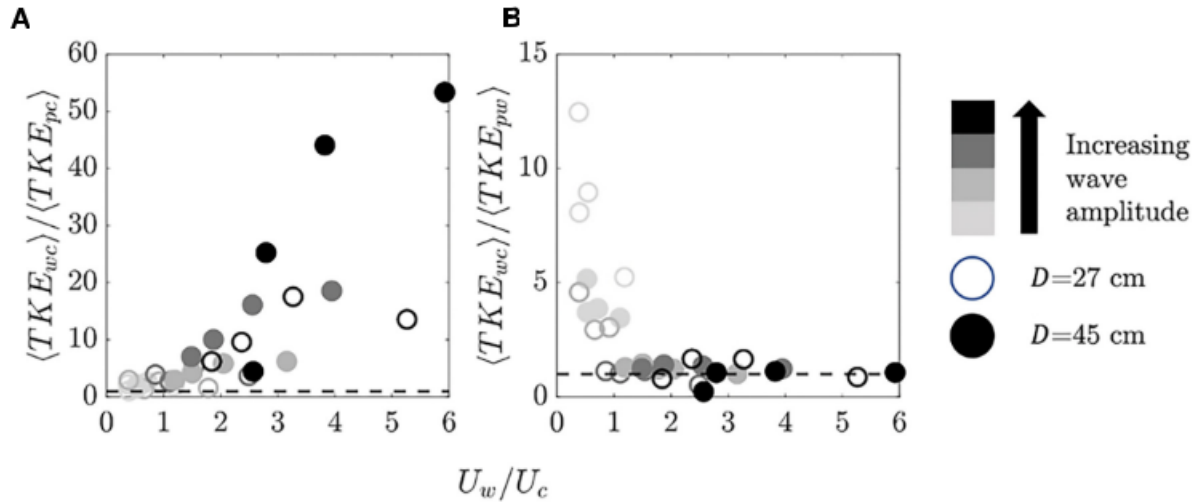 A
B
60
50
40
30
20
10
0
⟨TKE_wc⟩/⟨TKE_pc⟩
0 1 2 3 4 5 6
15
10
5
0
⟨TKE_wc⟩/⟨TKE_pw⟩
0 1 2 3 4 5 6
U_w/U_c
Increasing
wave
amplitude
D=27 cm
D=45 cm